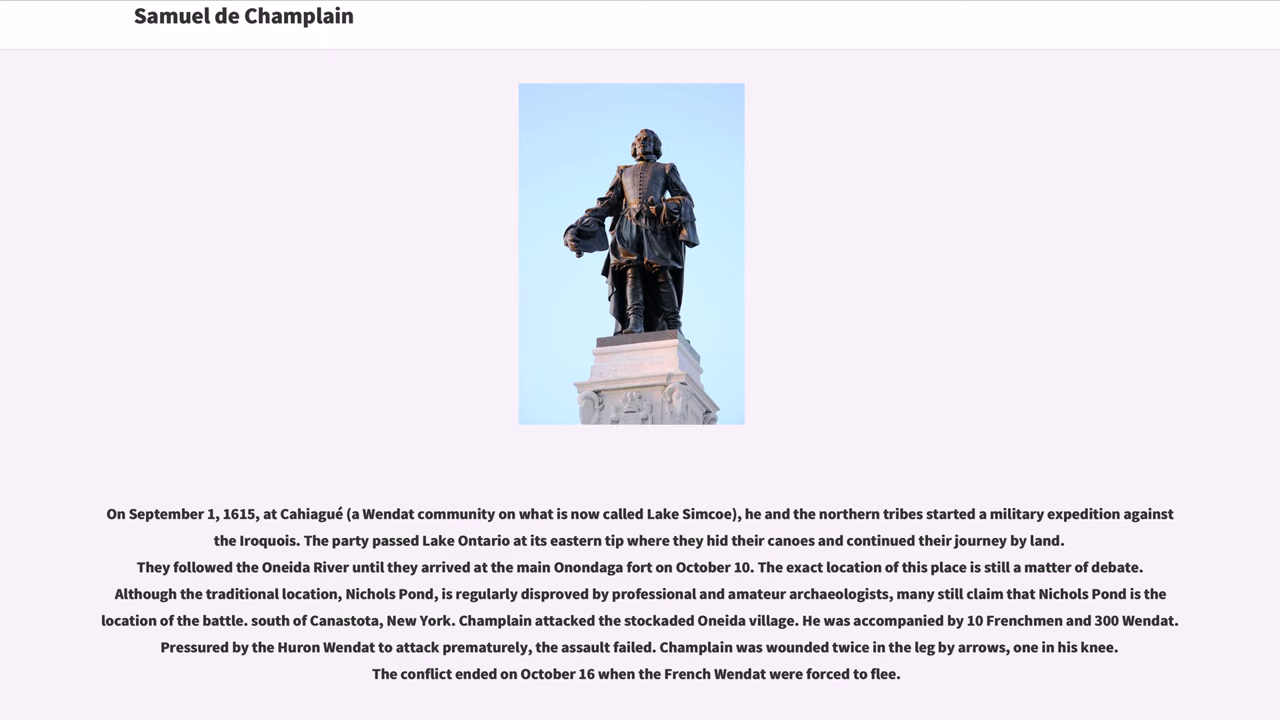 Samuel de Champlain
On September 1, 1615, at Cahiagué (a Wendat community on what is now called Lake Simcoe), he and the northern tribes started a military expedition against
the Iroquois. The party passed Lake Ontario at its eastern tip where they hid their canoes and continued their journey by land.
They followed the Oneida River until they arrived at the main Onondaga fort on October 10. The exact location of this place is still a matter of debate.
Although the traditional location, Nichols Pond, is regularly disproved by professional and amateur archaeologists, many still claim that Nichols Pond is the
location of the battle. south of Canastota, New York. Champlain attacked the stockaded Oneida village. He was accompanied by 10 Frenchmen and 300 Wendat.
Pressured by the Huron Wendat to attack prematurely, the assault failed. Champlain was wounded twice in the leg by arrows, one in his knee.
The conflict ended on October 16 when the French Wendat were forced to flee.